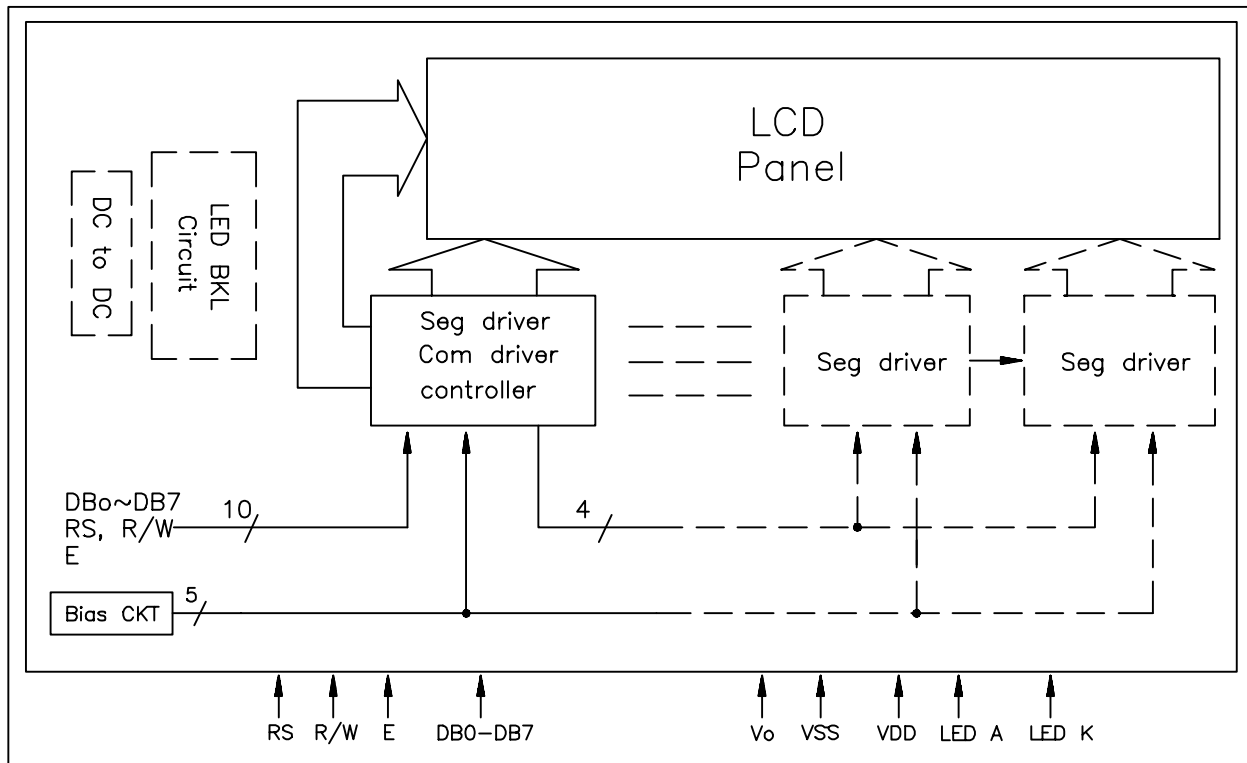 LCD
Panel
DC to DC
LED BKL
Circuit
Seg driver
Com driver
controller
Seg driver
Seg driver
DBo~DB7
RS, R/W
E
10
4
5
Bias CKT
RS
R/W
E
DB0-DB7
Vo
VSS
VDD
LED A
LED K